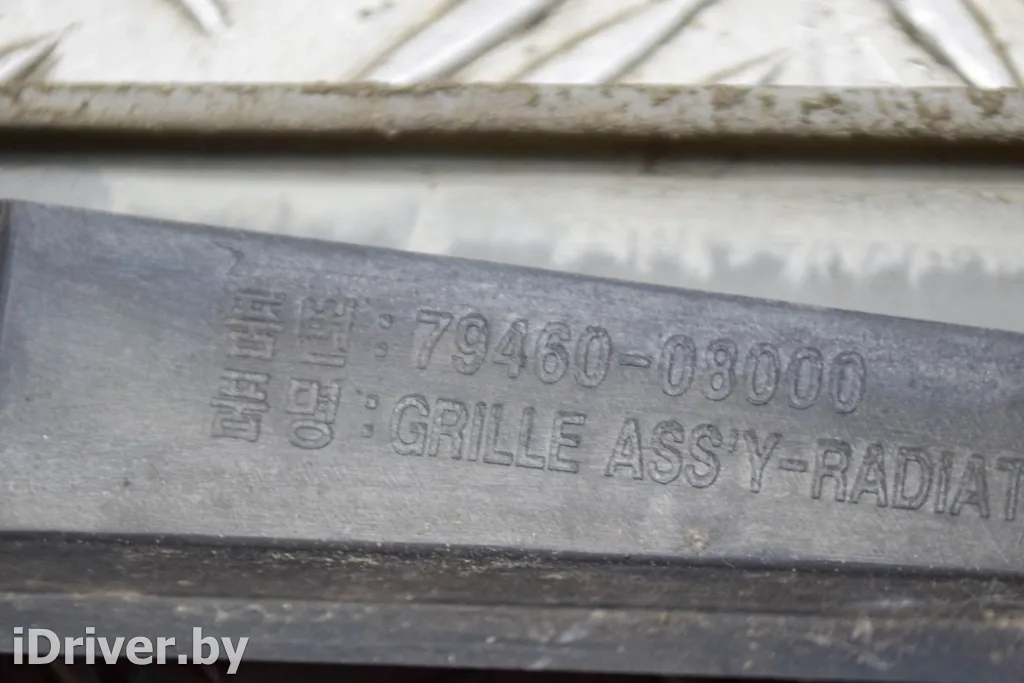 품번 : 79460-08000
품명 : GRILLE ASS'Y-RADIAT
iDriver.by